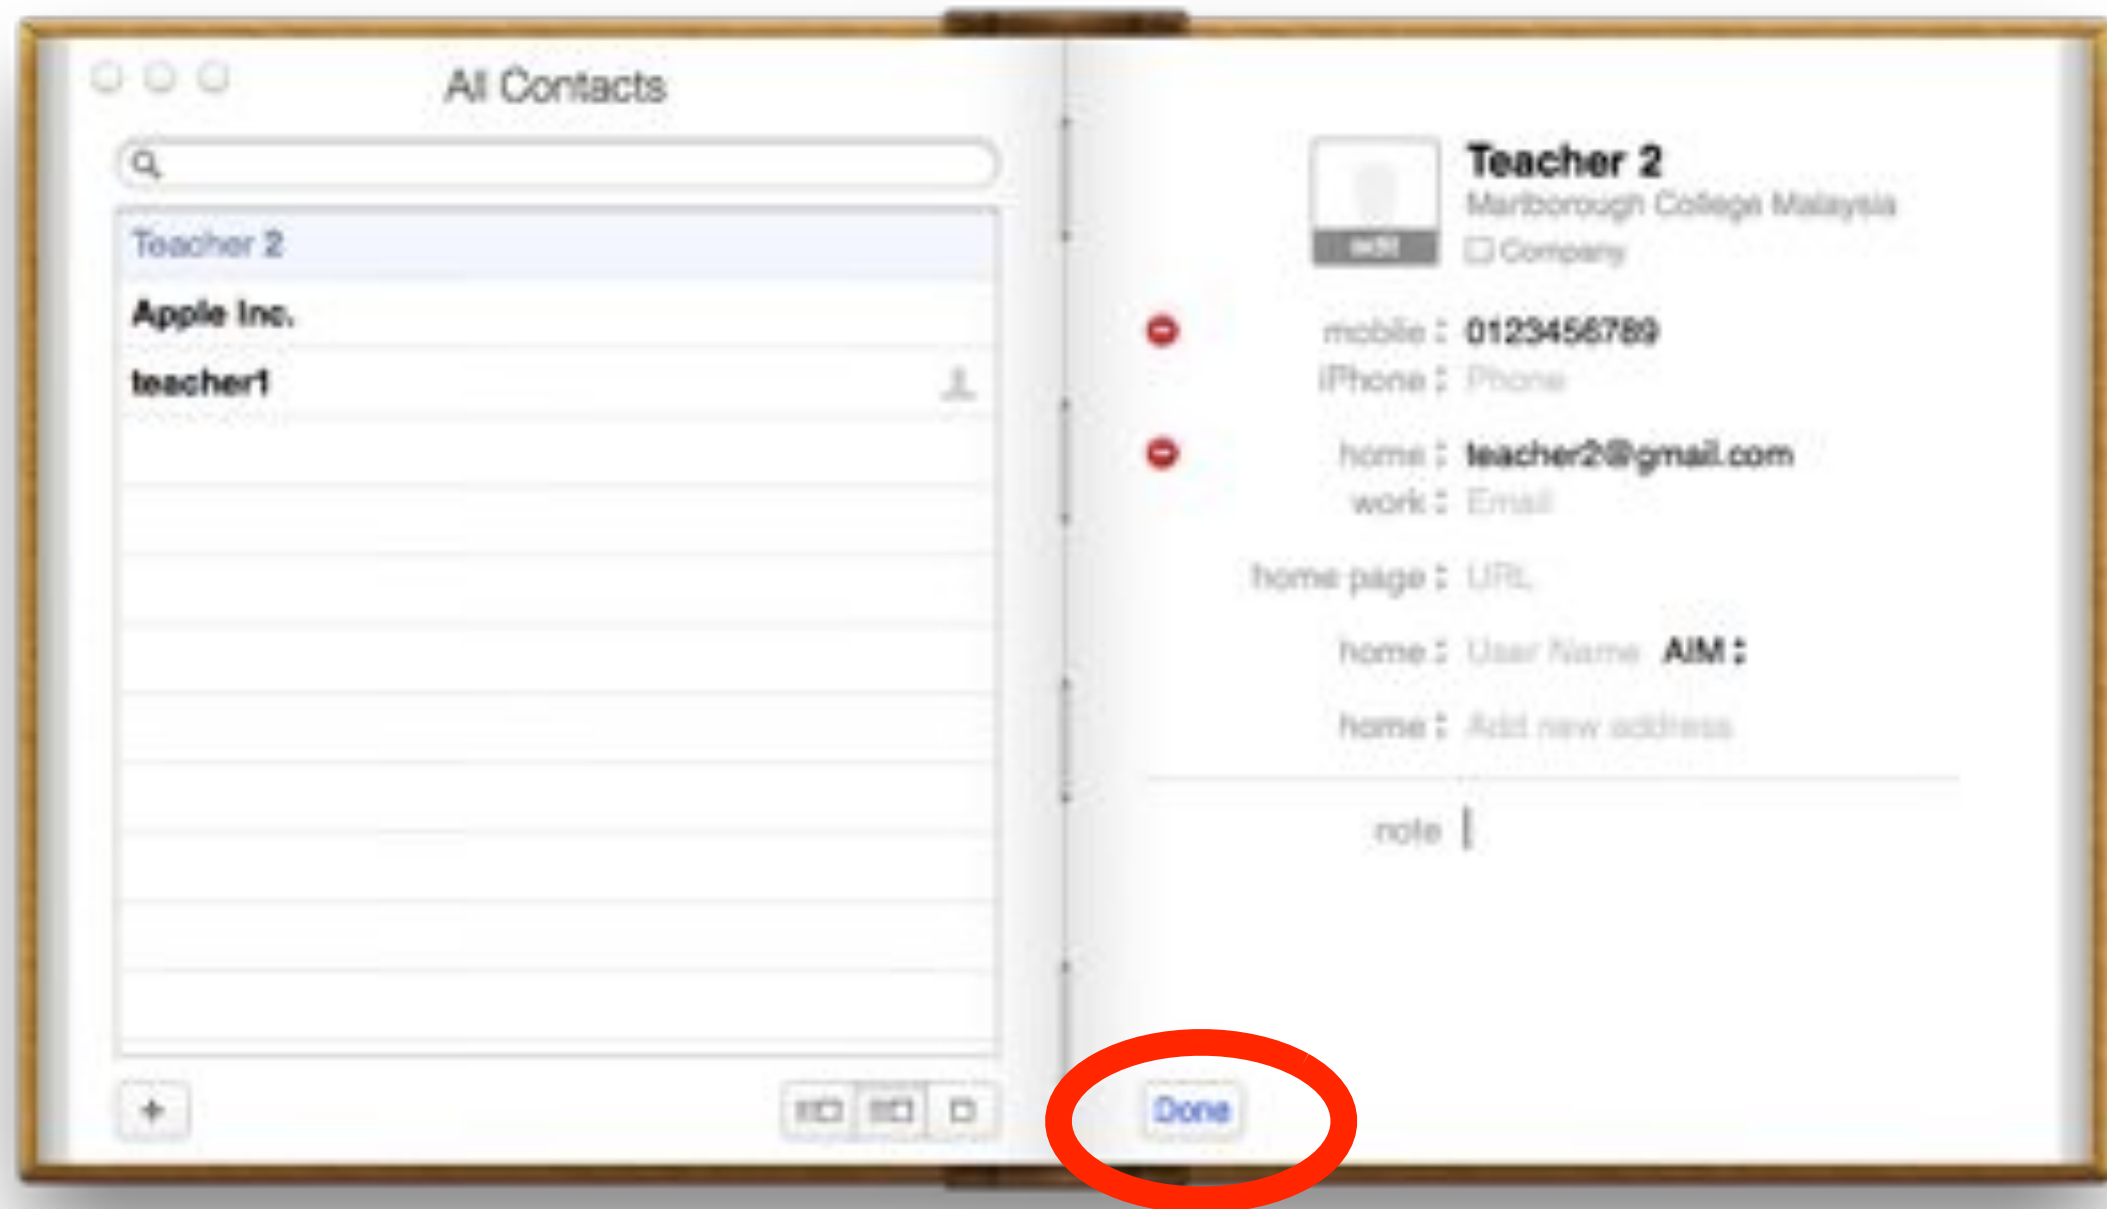 All Contacts
Teacher 2
Apple Inc.
teacher1
Teacher 2
Marlborough College Malaysia
edit
Company
mobile : 0123456789
iPhone : Phone
home : teacher2@gmail.com
work : Email
home page : URL
home : User Name AIM :
home : Add new address
note
+
Done